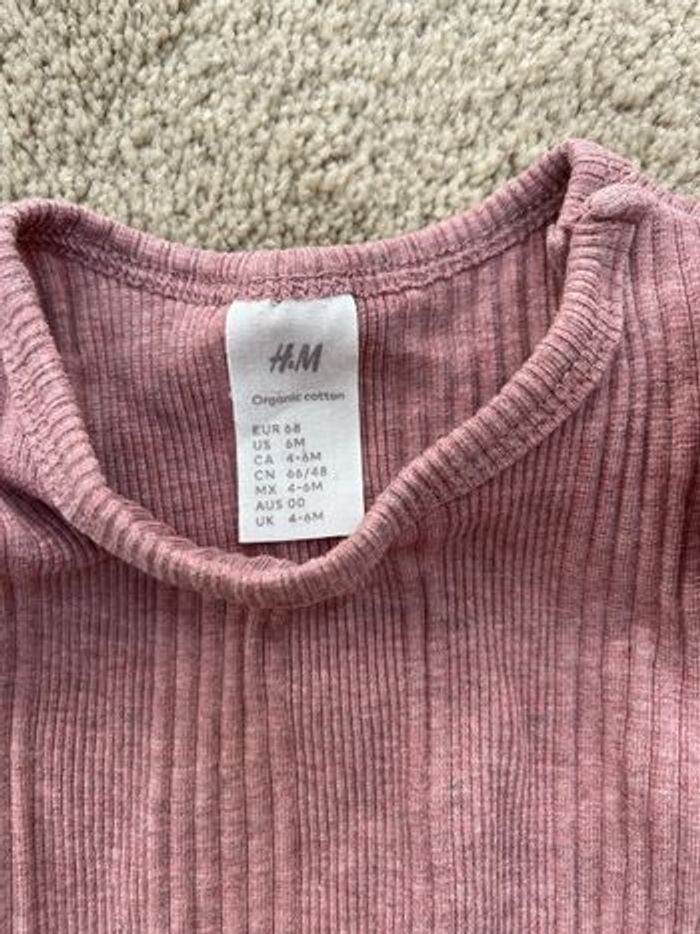 H&M
Organic cotton
EUR 68
US 6M
CA 4-6M
CN 66/48
MX 4-6M
AUS 00
UK 4-6M